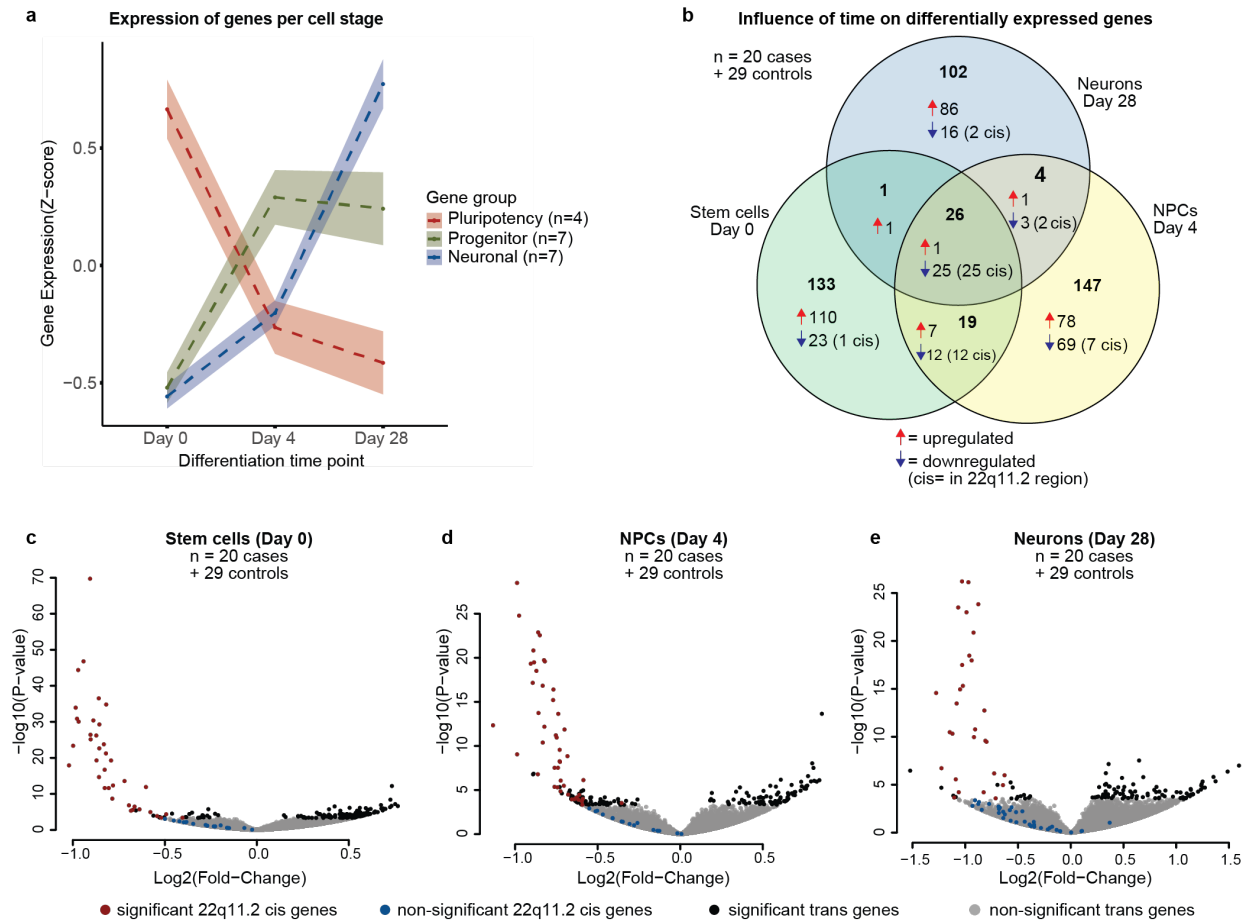 a
Expression of genes per cell stage
Gene Expression(Z−score)
0.5
0.0
−0.5
Day 0
Day 4
Day 28
Differentiation time point
Gene group
Pluripotency (n=4)
Progenitor (n=7)
Neuronal (n=7)
b
Influence of time on differentially expressed genes
n = 20 cases
+ 29 controls
102
86
16 (2 cis)
Neurons
Day 28
Stem cells
Day 0
1
1
4
1
3 (2 cis)
NPCs
Day 4
26
1
25 (25 cis)
133
110
23 (1 cis)
19
7
12 (12 cis)
147
78
69 (7 cis)
= upregulated
= downregulated
(cis= in 22q11.2 region)
c
Stem cells (Day 0)
n = 20 cases
+ 29 controls
−log10(P−value)
70
60
50
40
30
20
10
0
−1.0
−0.5
0.0
0.5
Log2(Fold−Change)
d
NPCs (Day 4)
n = 20 cases
+ 29 controls
−log10(P−value)
25
20
15
10
5
0
−1.0
−0.5
0.0
0.5
Log2(Fold−Change)
e
Neurons (Day 28)
n = 20 cases
+ 29 controls
−log10(P−value)
25
20
15
10
5
0
−1.5
−1.0
−0.5
0.0
0.5
1.0
1.5
Log2(Fold−Change)
significant 22q11.2 cis genes
non−significant 22q11.2 cis genes
significant trans genes
non−significant trans genes